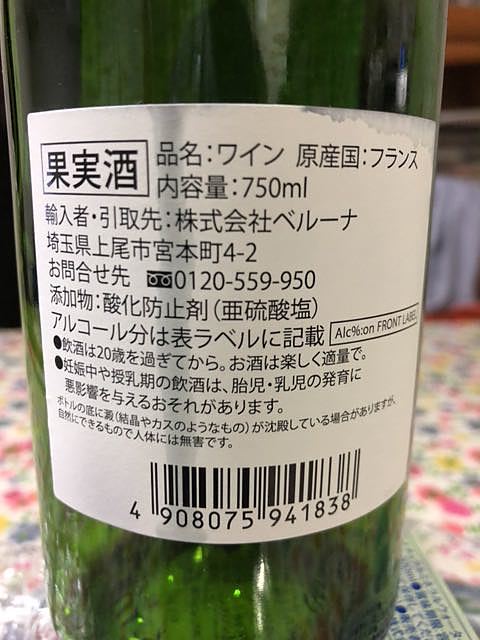 果実酒 品名：ワイン 原産国：フランス
内容量：750ml
輸入者・引取先：株式会社ベルーナ
埼玉県上尾市宮本町4-2
お問合せ先 0120-559-950
添加物：酸化防止剤（亜硫酸塩）
アルコール分は表ラベルに記載 Alc%:on FRONT LABEL
●飲酒は20歳を過ぎてから。お酒は楽しく適量で。
●妊娠中や授乳期の飲酒は、胎児・乳児の発育に
悪影響を与えるおそれがあります。
ボトルの底に澱（結晶やカスのようなもの）が沈殿している場合がありますが、
自然にできるもので人体には無害です。
4 908075 941838